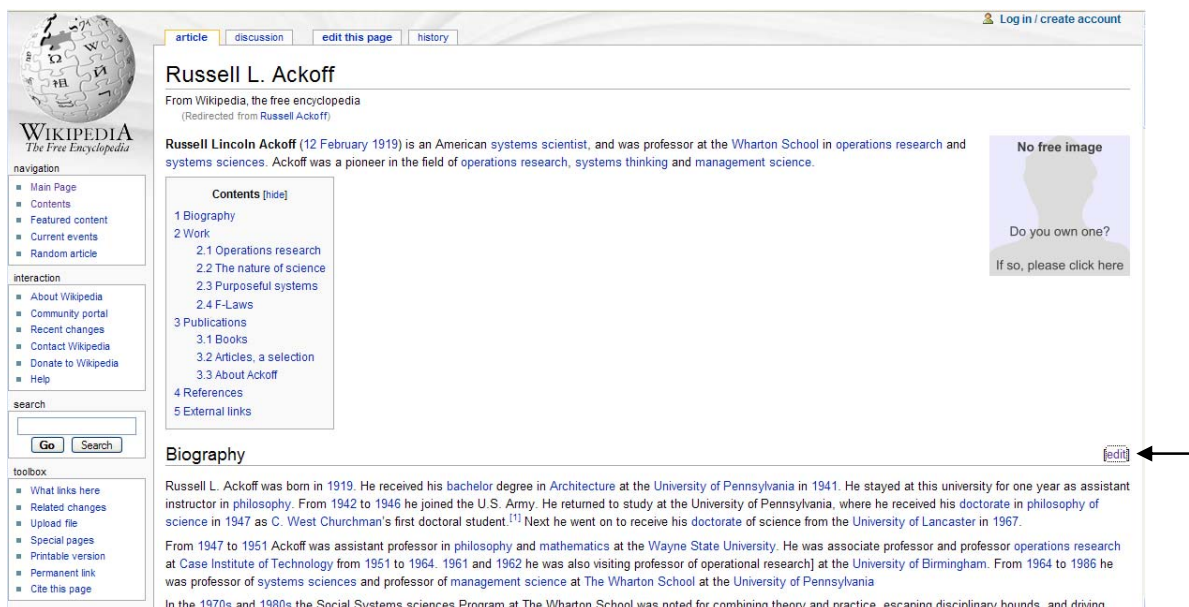 Log in / create account
article
discussion
edit this page
history
WIKIPEDIA
The Free Encyclopedia
navigation
Main Page
Contents
Featured content
Current events
Random article
interaction
About Wikipedia
Community portal
Recent changes
Contact Wikipedia
Donate to Wikipedia
Help
search
Go
Search
toolbox
What links here
Related changes
Upload file
Special pages
Printable version
Permanent link
Cite this page
Russell L. Ackoff
From Wikipedia, the free encyclopedia
(Redirected from Russell Ackoff)
Russell Lincoln Ackoff (12 February 1919) is an American systems scientist, and was professor at the Wharton School in operations research and
systems sciences. Ackoff was a pioneer in the field of operations research, systems thinking and management science.
No free image
Do you own one?
If so, please click here
Contents [hide]
1 Biography
2 Work
2.1 Operations research
2.2 The nature of science
2.3 Purposeful systems
2.4 F-Laws
3 Publications
3.1 Books
3.2 Articles, a selection
3.3 About Ackoff
4 References
5 External links
Biography
[edit]
Russell L. Ackoff was born in 1919. He received his bachelor degree in Architecture at the University of Pennsylvania in 1941. He stayed at this university for one year as assistant
instructor in philosophy. From 1942 to 1946 he joined the U.S. Army. He returned to study at the University of Pennsylvania, where he received his doctorate in philosophy of
science in 1947 as C. West Churchman's first doctoral student.[1] Next he went on to receive his doctorate of science from the University of Lancaster in 1967.
From 1947 to 1951 Ackoff was assistant professor in philosophy and mathematics at the Wayne State University. He was associate professor and professor operations research
at Case Institute of Technology from 1951 to 1964. 1961 and 1962 he was also visiting professor of operational research] at the University of Birmingham. From 1964 to 1986 he
was professor of systems sciences and professor of management science at The Wharton School at the University of Pennsylvania
In the 1970s and 1980s the Social Systems sciences Program at The Wharton School was noted for combining theory and practice, escaping disciplinary bounds, and driving